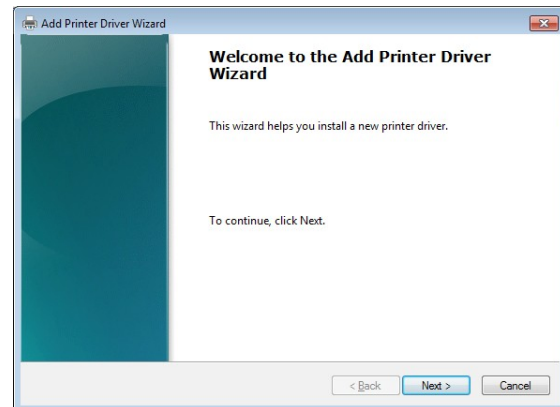 Add Printer Driver Wizard
Welcome to the Add Printer Driver
Wizard
This wizard helps you install a new printer driver.
To continue, click Next.
< Back
Next >
Cancel